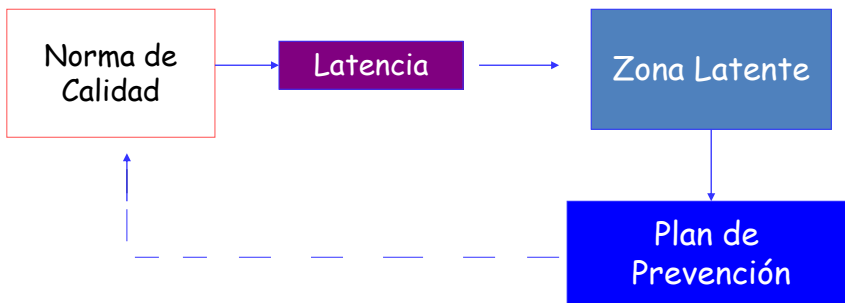 Norma de
Calidad
Latencia
Zona Latente
Plan de
Prevención